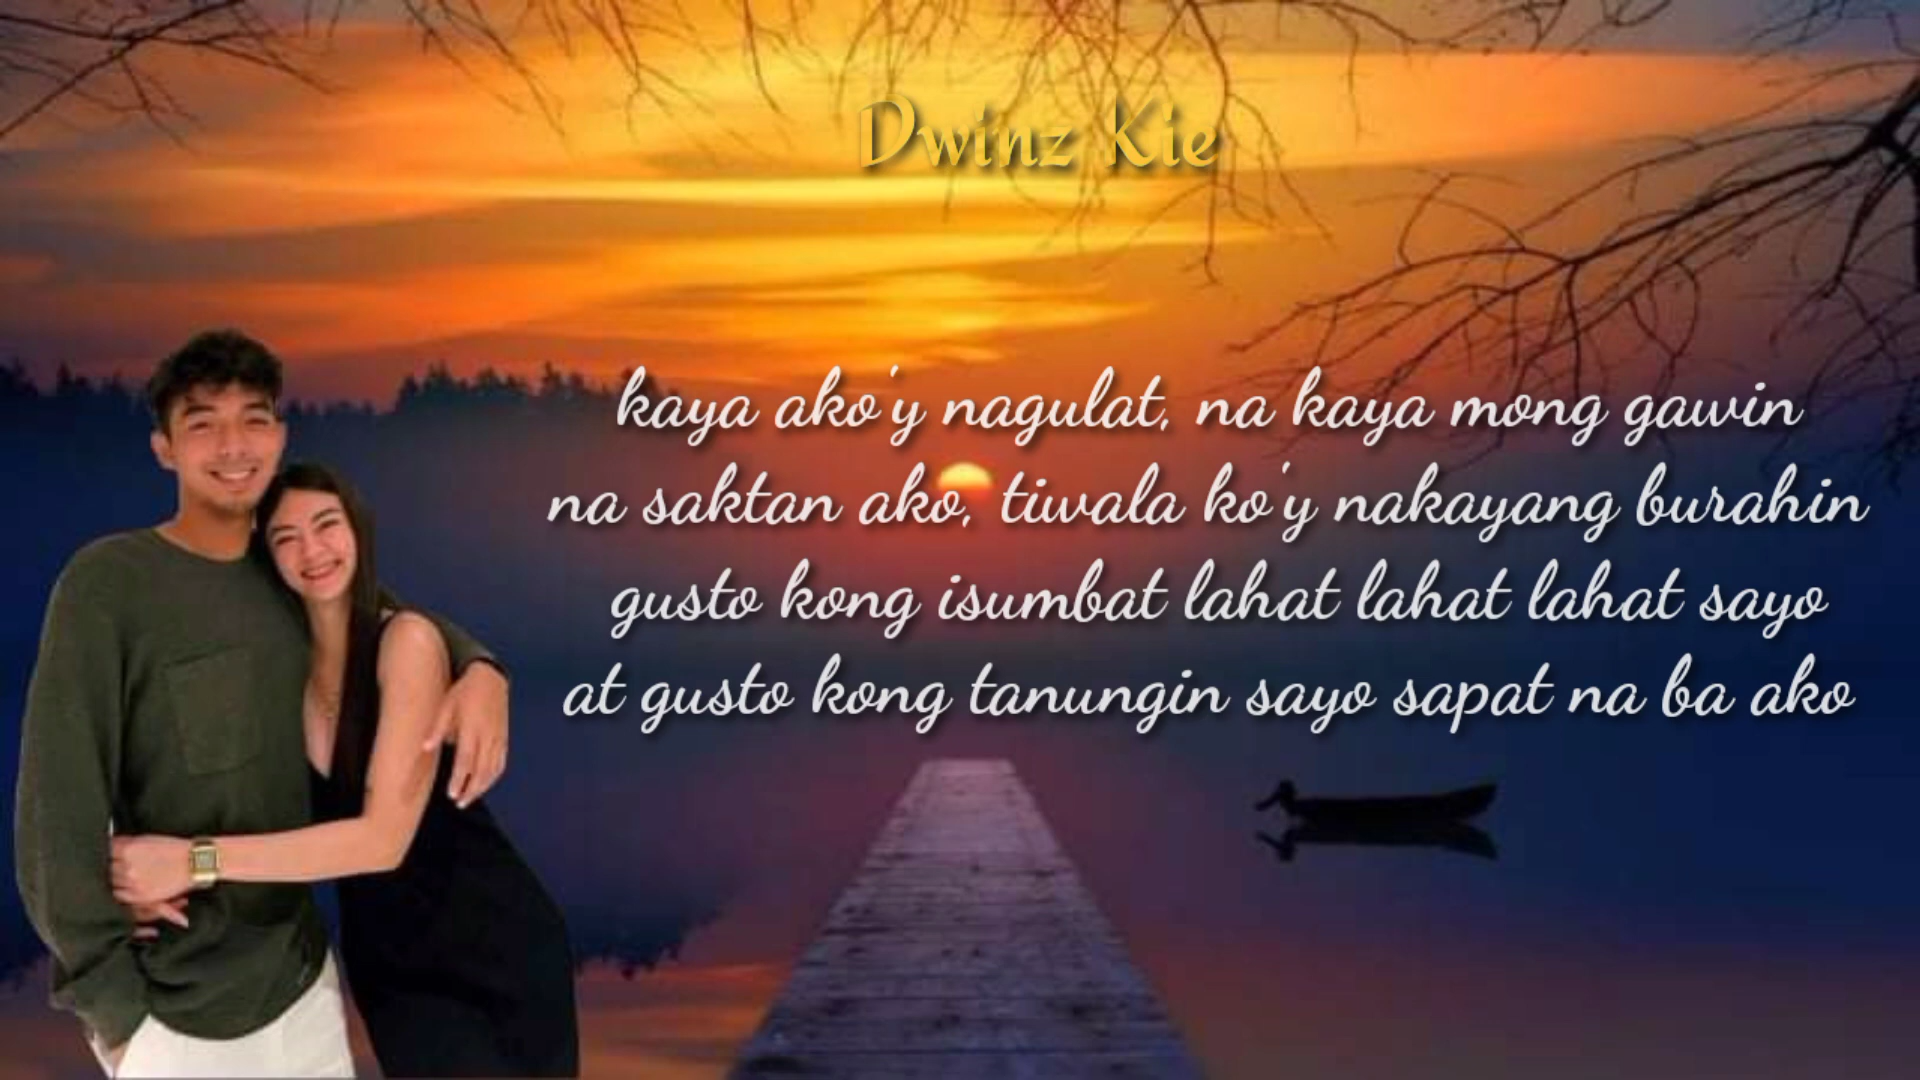 Dwinz Kie
kaya ako'y nagulat, na kaya mong gawin
na saktan ako, tiwala ko'y nakayang burahin
gusto kong isumbat lahat lahat lahat sayo
at gusto kong tanungin sayo sapat na ba ako